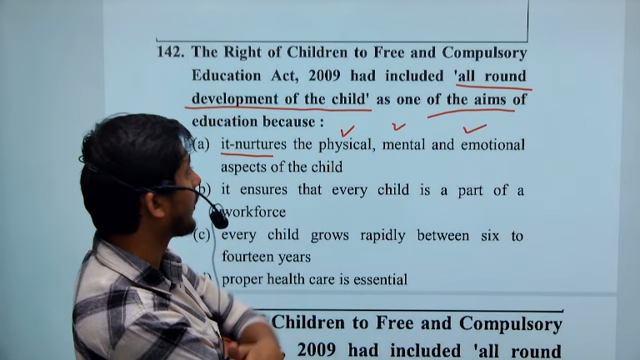 142. The Right of Children to Free and Compulsory
Education Act, 2009 had included 'all round
development of the child' as one of the aims of
education because :
(a) it-nurtures the physical, mental and emotional
aspects of the child
b) it ensures that every child is a part of a
workforce
(c) every child grows rapidly between six to
fourteen years
) proper health care is essential
Children to Free and Compulsory
, 2009 had included 'all round